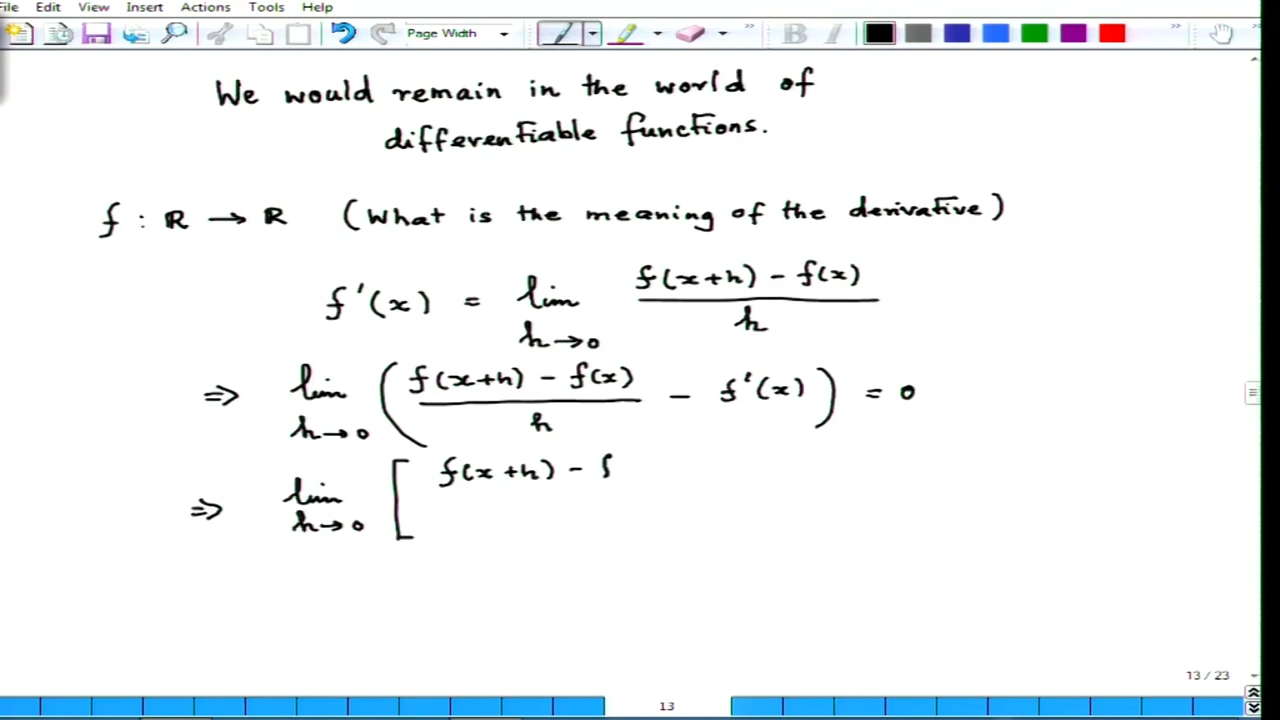 File Edit View Insert Actions Tools Help
Page Width
We would remain in the world of
differentiable functions.
f : ℝ → ℝ (What is the meaning of the derivative)
f'(x) = lim h→0 f(x+h) - f(x) / h
⇒ lim h→0 ( f(x+h) - f(x) / h - f'(x) ) = 0
⇒ lim h→0 [ f(x+h) - f
13 / 23
13